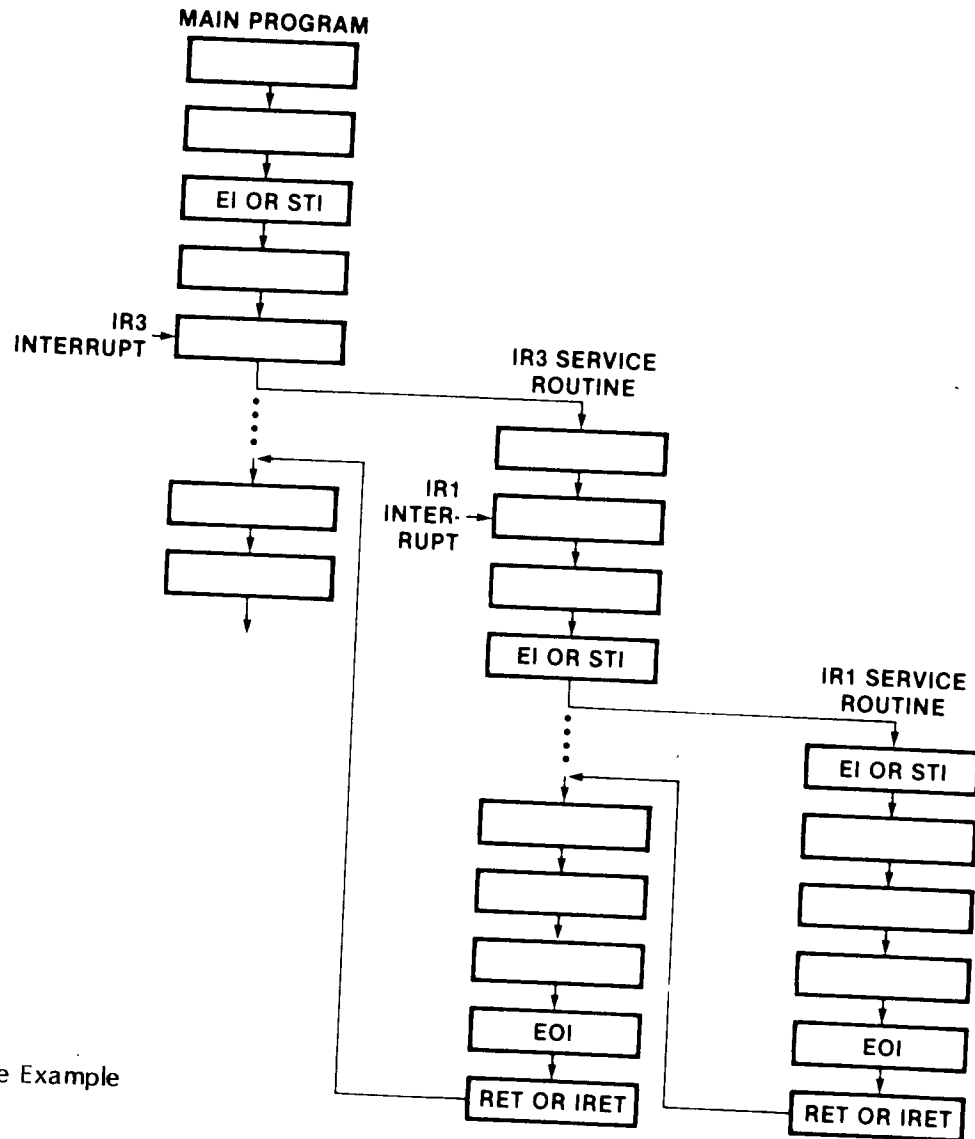 MAIN PROGRAM
EI OR STI
IR3
INTERRUPT
IR3 SERVICE
ROUTINE
IR1
INTER-
RUPT
EI OR STI
IR1 SERVICE
ROUTINE
EI OR STI
EOI
RET OR IRET
EOI
RET OR IRET
e Example